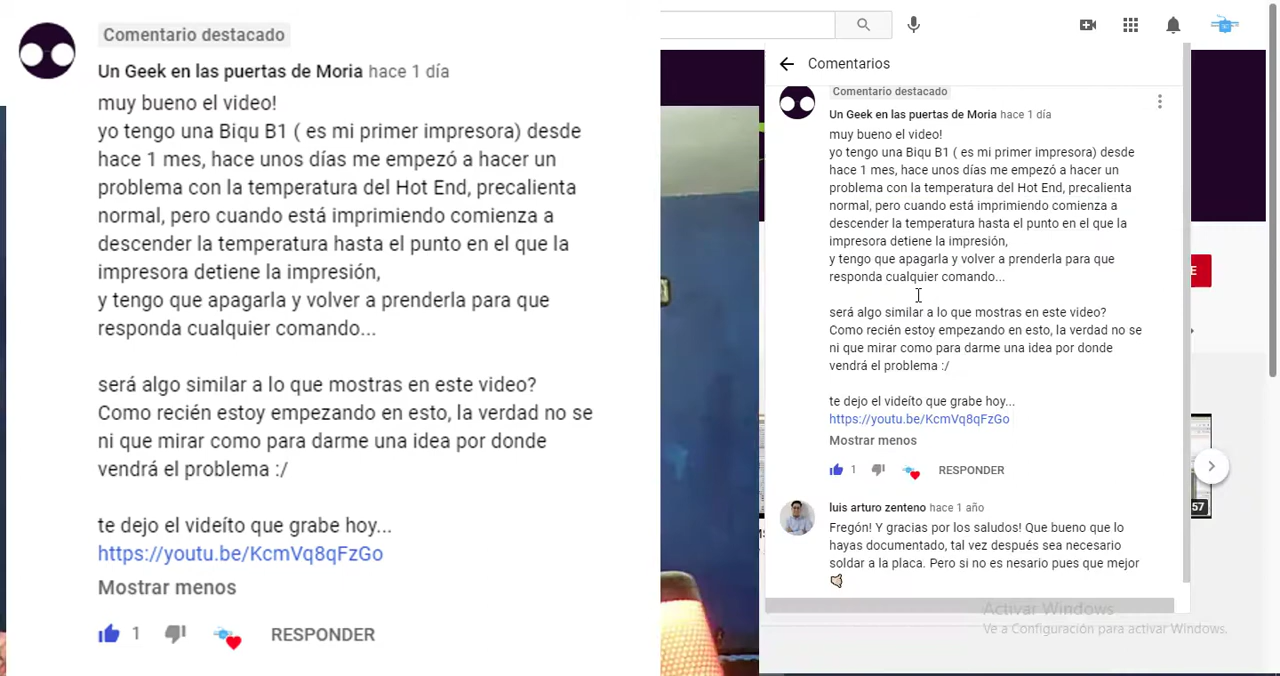 Comentario destacado
Un Geek en las puertas de Moria hace 1 día
muy bueno el video!
yo tengo una Biqu B1 ( es mi primer impresora) desde
hace 1 mes, hace unos días me empezó a hacer un
problema con la temperatura del Hot End, precalienta
normal, pero cuando está imprimiendo comienza a
descender la temperatura hasta el punto en el que la
impresora detiene la impresión,
y tengo que apagarla y volver a prenderla para que
responda cualquier comando...
será algo similar a lo que mostras en este video?
Como recién estoy empezando en esto, la verdad no se
ni que mirar como para darme una idea por donde
vendrá el problema :/
te dejo el videíto que grabe hoy...
https://youtu.be/KcmVq8qFzGo
Mostrar menos
1
RESPONDER
Comentarios
Comentario destacado
Un Geek en las puertas de Moria hace 1 día
muy bueno el video!
yo tengo una Biqu B1 ( es mi primer impresora) desde
hace 1 mes, hace unos días me empezó a hacer un
problema con la temperatura del Hot End, precalienta
normal, pero cuando está imprimiendo comienza a
descender la temperatura hasta el punto en el que la
impresora detiene la impresión,
y tengo que apagarla y volver a prenderla para que
responda cualquier comando...
será algo similar a lo que mostras en este video?
Como recién estoy empezando en esto, la verdad no se
ni que mirar como para darme una idea por donde
vendrá el problema :/
te dejo el videíto que grabe hoy...
https://youtu.be/KcmVq8qFzGo
Mostrar menos
1
RESPONDER
luis arturo zenteno hace 1 año
Fregón! Y gracias por los saludos! Que bueno que lo
hayas documentado, tal vez después sea necesario
soldar a la placa. Pero si no es nesario pues que mejor
E
57
Activar Windows
Ve a Configuración para activar Windows.